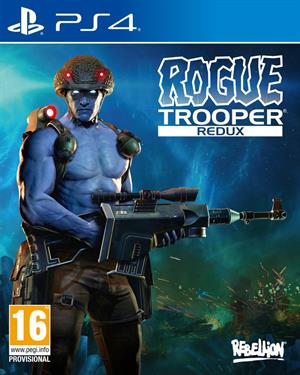 PS4
ROGUE
TROOPER®
REDUX
16
www.pegi.info
PROVISIONAL
REBELLION